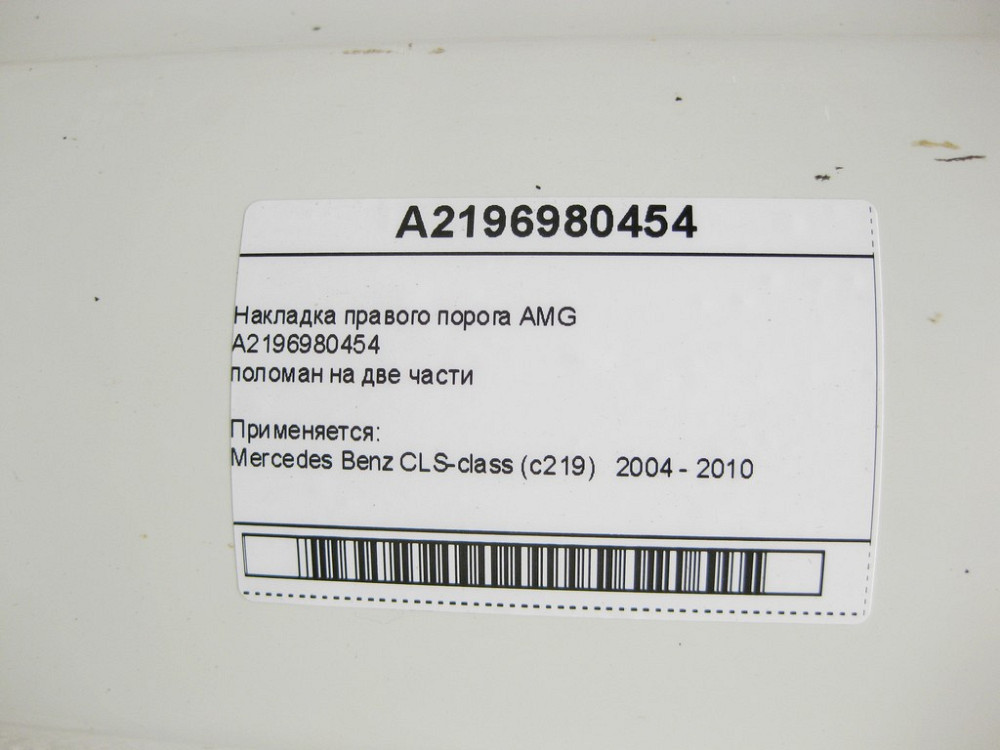 A2196980454
Накладка правого порога AMG
A2196980454
поломан на две части
Применяется:
Mercedes Benz CLS-class (c219) 2004 - 2010